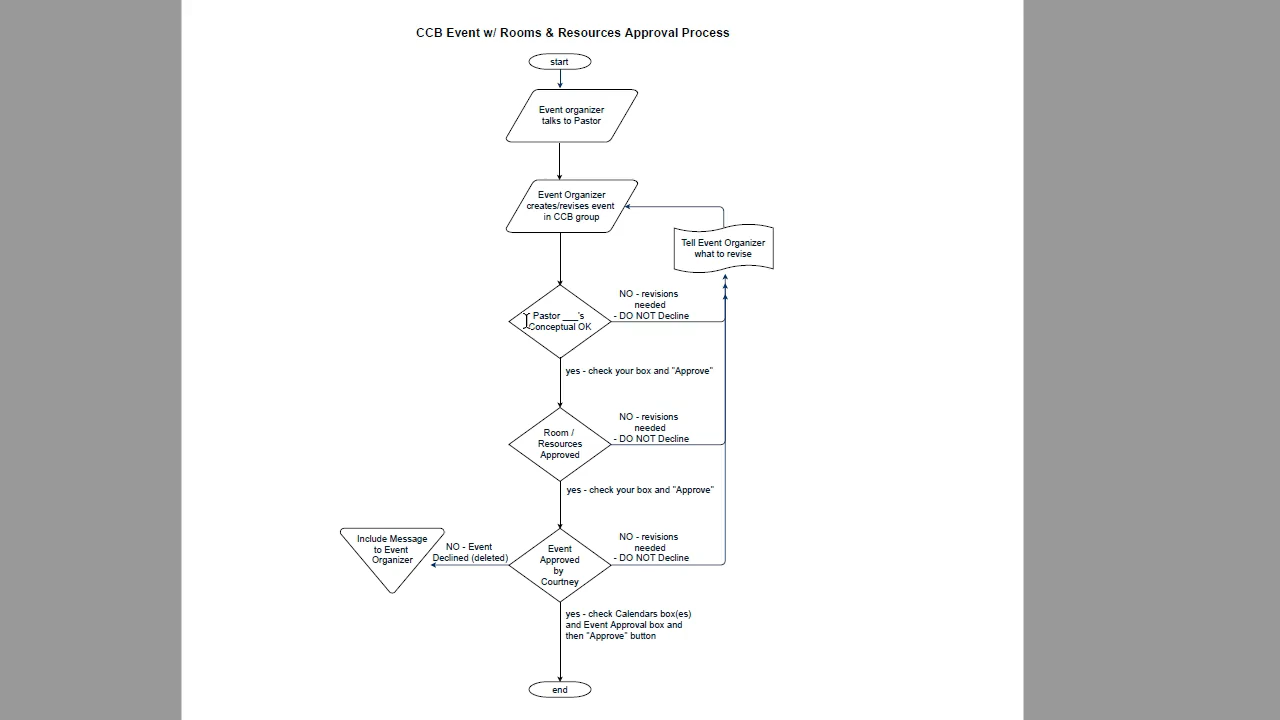 CCB Event w/ Rooms & Resources Approval Process
start
Event organizer
talks to Pastor
Event Organizer
creates/revises event
in CCB group
Tell Event Organizer
what to revise
NO - revisions
needed
- DO NOT Decline
Pastor ___'s
Conceptual OK
yes - check your box and "Approve"
NO - revisions
needed
- DO NOT Decline
Room /
Resources
Approved
yes - check your box and "Approve"
Include Message
to Event
Organizer
NO - Event
Declined (deleted)
Event
Approved
by
Courtney
NO - revisions
needed
- DO NOT Decline
yes - check Calendars box(es)
and Event Approval box and
then "Approve" button
end